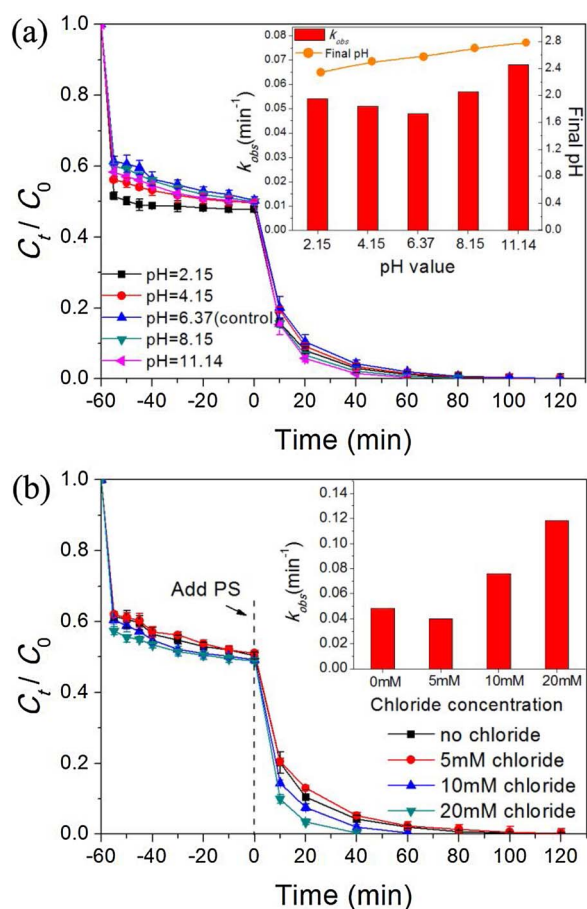 (a)
1.0
0.8
0.6
0.4
0.2
0.0
C_t / C_0
-60 -40 -20 0 20 40 60 80 100 120
Time (min)
pH=2.15
pH=4.15
pH=6.37(control)
pH=8.15
pH=11.14
k_obs
Final pH
0.08
0.07
0.06
0.05
0.04
0.03
0.02
0.01
0.00
k_obs(min⁻¹)
2.8
2.4
2.0
1.6
1.2
0.8
0.4
0.0
Final pH
2.15 4.15 6.37 8.15 11.14
pH value
(b)
1.0
0.8
0.6
0.4
0.2
0.0
C_t / C_0
-60 -40 -20 0 20 40 60 80 100 120
Time (min)
Add PS
0.14
0.12
0.10
0.08
0.06
0.04
0.02
0.00
k_obs(min⁻¹)
0mM 5mM 10mM 20mM
Chloride concentration
no chloride
5mM chloride
10mM chloride
20mM chloride